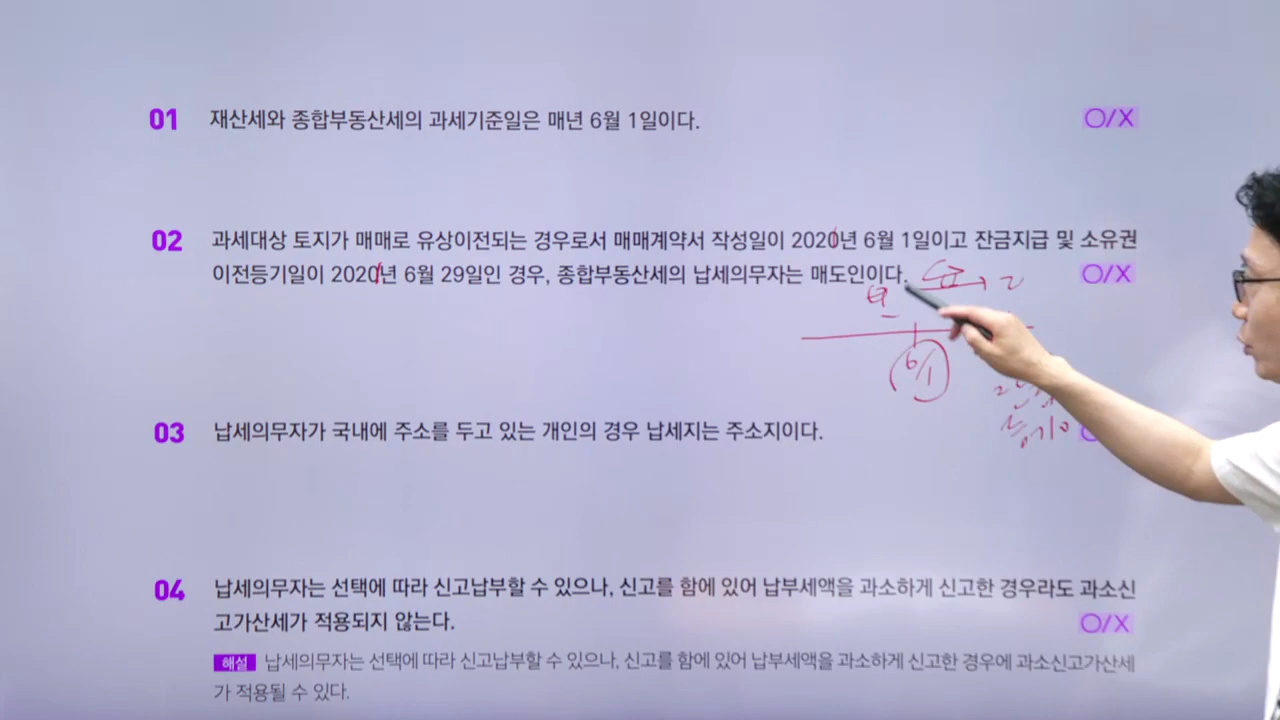 01 재산세와 종합부동산세의 과세기준일은 매년 6월 1일이다. O/X
02 과세대상 토지가 매매로 유상이전되는 경우로서 매매계약서 작성일이 2020년 6월 1일이고 잔금지급 및 소유권
이전등기일이 2020년 6월 29일인 경우, 종합부동산세의 납세의무자는 매도인이다. O/X
6/1
03 납세의무자가 국내에 주소를 두고 있는 개인의 경우 납세지는 주소지이다.
04 납세의무자는 선택에 따라 신고납부할 수 있으나, 신고를 함에 있어 납부세액을 과소하게 신고한 경우라도 과소신
고가산세가 적용되지 않는다. O/X
해설 납세의무자는 선택에 따라 신고납부할 수 있으나, 신고를 함에 있어 납부세액을 과소하게 신고한 경우에 과소신고가산세
가 적용될 수 있다.